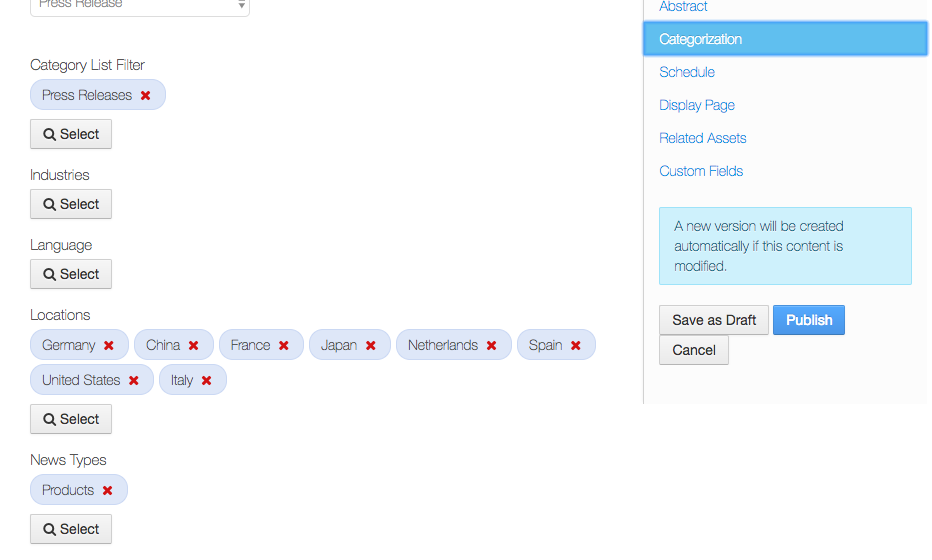 Press Release
Category List Filter
Press Releases
Select
Industries
Select
Language
Select
Locations
Germany China France Japan Netherlands Spain
United States Italy
Select
News Types
Products
Select
Abstract
Categorization
Schedule
Display Page
Related Assets
Custom Fields
A new version will be created
automatically if this content is
modified.
Save as Draft Publish
Cancel